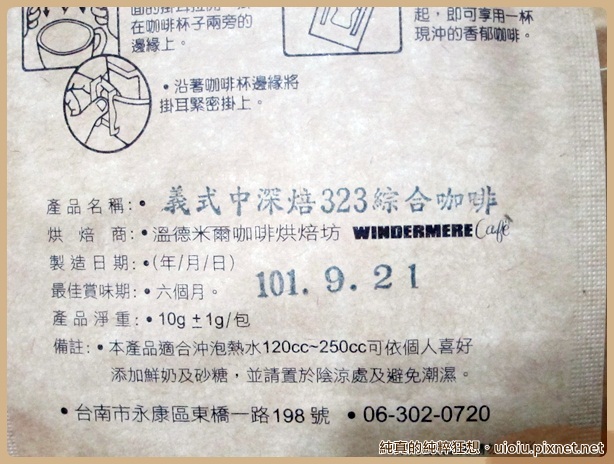 在咖啡杯子兩旁的
邊緣上。
起，即可享用一杯
現沖的香郁咖啡。
•沿著咖啡杯邊緣將
掛耳緊密掛上。
產品名稱：• 義式中深焙323綜合咖啡
烘焙商：•溫德米爾咖啡烘焙坊 WINDERMERE Café
製造日期：•(年/月/日) 101.9.21
最佳賞味期：•六個月。
產品淨重：•10g ±1g/包
備註：•本產品適合沖泡熱水120cc~250cc可依個人喜好
添加鮮奶及砂糖，並請置於陰涼處及避免潮濕。
•台南市永康區東橋一路198號 •06-302-0720
純真的純粹狂想。uioiu.pixnet.net